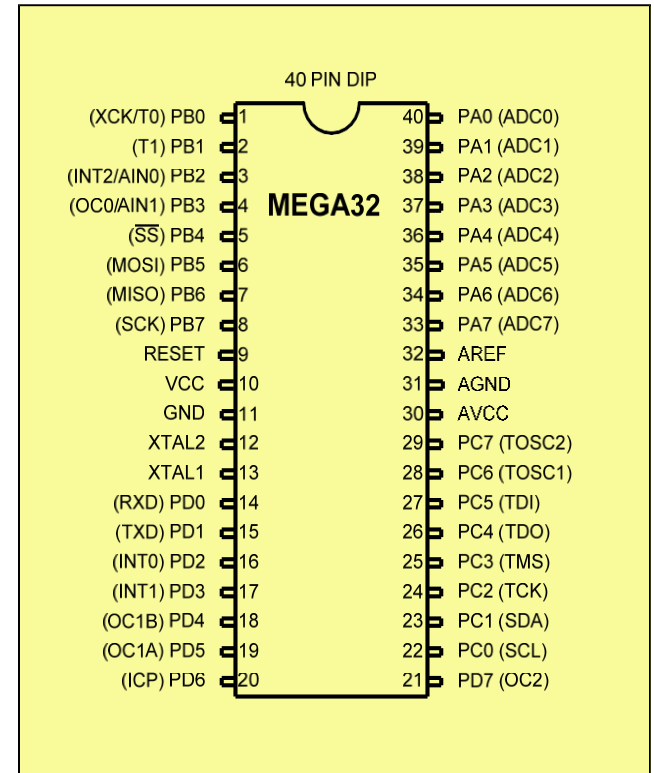 40 PIN DIP
(XCK/T0) PB0 1 40 PA0 (ADC0)
(T1) PB1 2 39 PA1 (ADC1)
(INT2/AIN0) PB2 3 38 PA2 (ADC2)
(OC0/AIN1) PB3 4 MEGA32 37 PA3 (ADC3)
(S̅S̅) PB4 5 36 PA4 (ADC4)
(MOSI) PB5 6 35 PA5 (ADC5)
(MISO) PB6 7 34 PA6 (ADC6)
(SCK) PB7 8 33 PA7 (ADC7)
RESET 9 32 AREF
VCC 10 31 AGND
GND 11 30 AVCC
XTAL2 12 29 PC7 (TOSC2)
XTAL1 13 28 PC6 (TOSC1)
(RXD) PD0 14 27 PC5 (TDI)
(TXD) PD1 15 26 PC4 (TDO)
(INT0) PD2 16 25 PC3 (TMS)
(INT1) PD3 17 24 PC2 (TCK)
(OC1B) PD4 18 23 PC1 (SDA)
(OC1A) PD5 19 22 PC0 (SCL)
(ICP) PD6 20 21 PD7 (OC2)